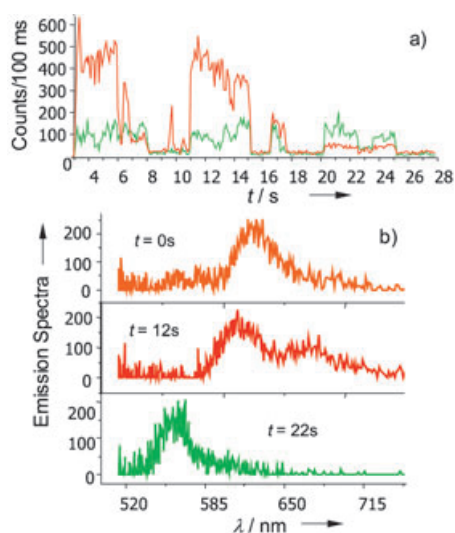 600
500
400
300
200
100
0
Counts/100 ms
a)
4 6 8 10 12 14 16 18 20 22 24 26 28
t / s
b)
200
100
0
t = 0s
200
100
0
t = 12s
200
100
0
t = 22s
Emission Spectra
520 585 650 715
λ / nm